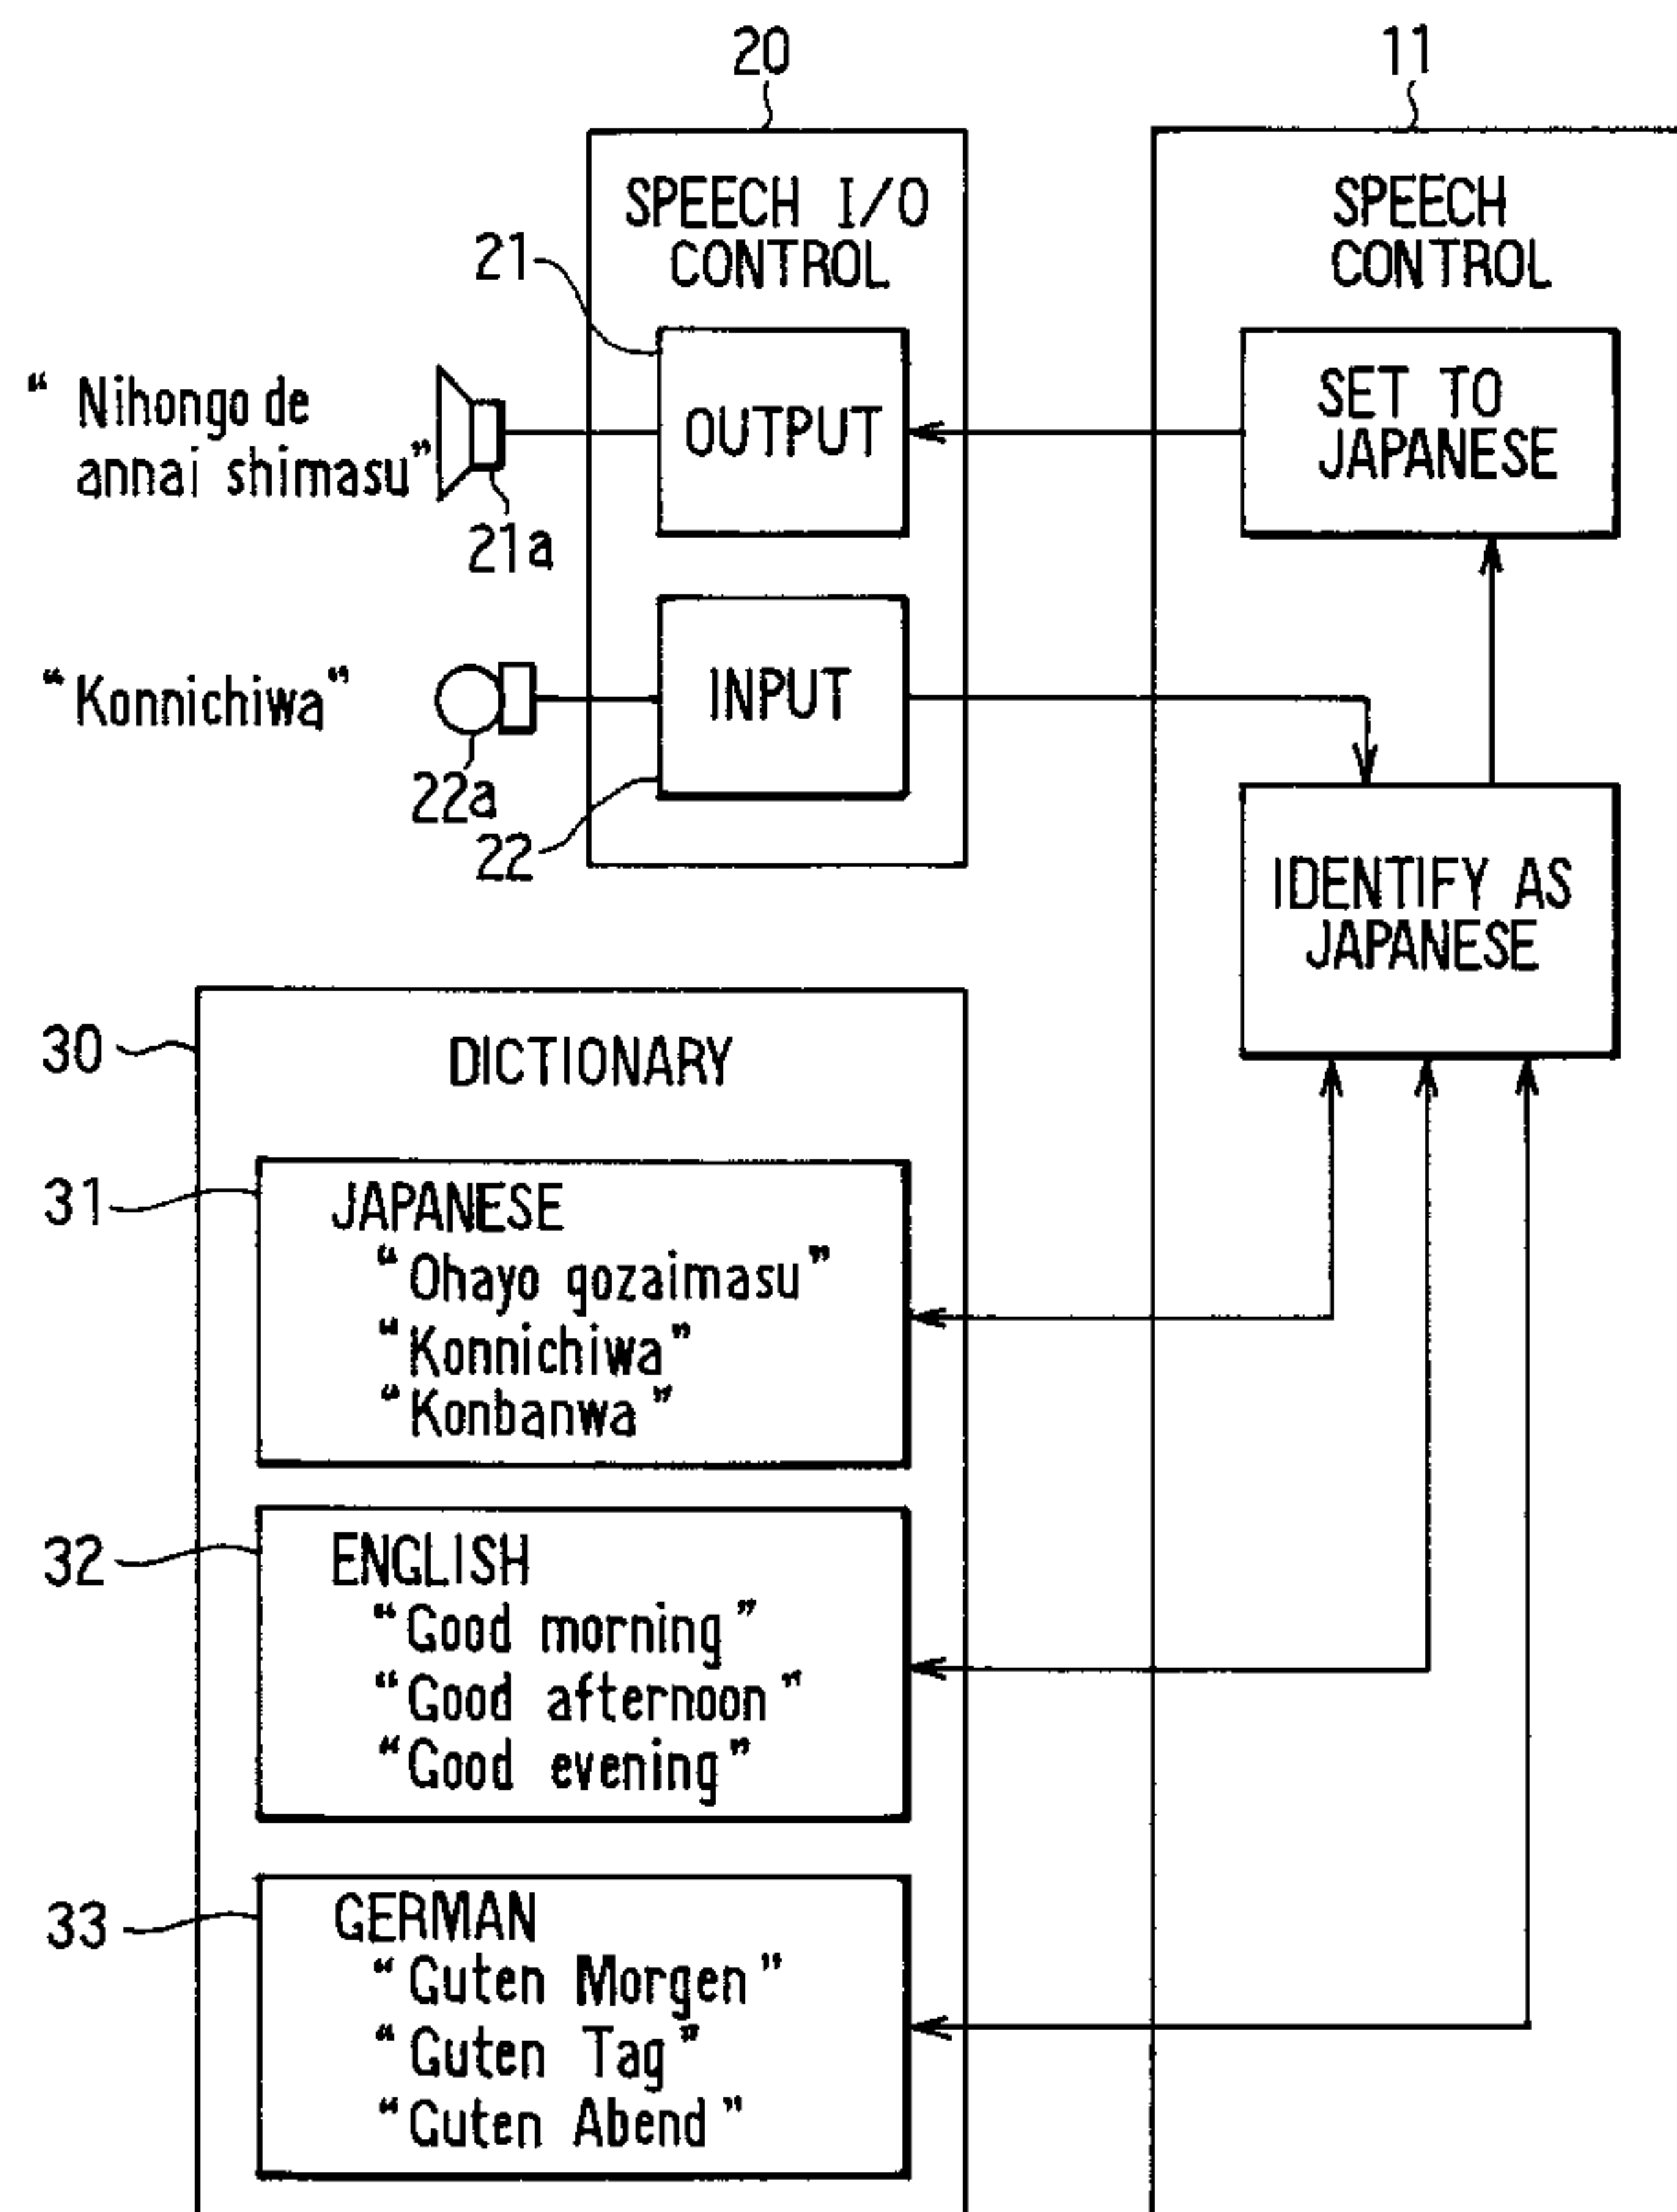 20
11
SPEECH I/O
CONTROL
SPEECH
CONTROL
21
“ Nihongo de
annai shimasu”
21a
OUTPUT
SET TO
JAPANESE
“Konnichiwa”
22a
22
INPUT
IDENTIFY AS
JAPANESE
30
DICTIONARY
31
JAPANESE
“Ohayo gozaimasu”
“Konnichiwa”
“Konbanwa”
32
ENGLISH
“Good morning”
“Good afternoon”
“Good evening”
33
GERMAN
“Guten Morgen”
“Guten Tag”
“Guten Abend”